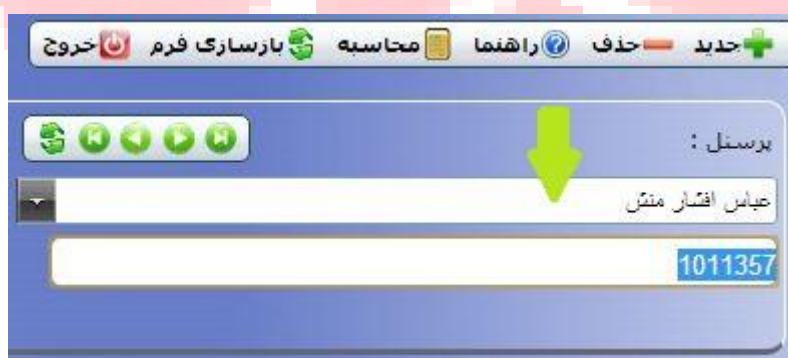 جدید حذف راهنما محاسبه بازسازی فرم خروج
پرسنل :
عباس افشار منش
1011357